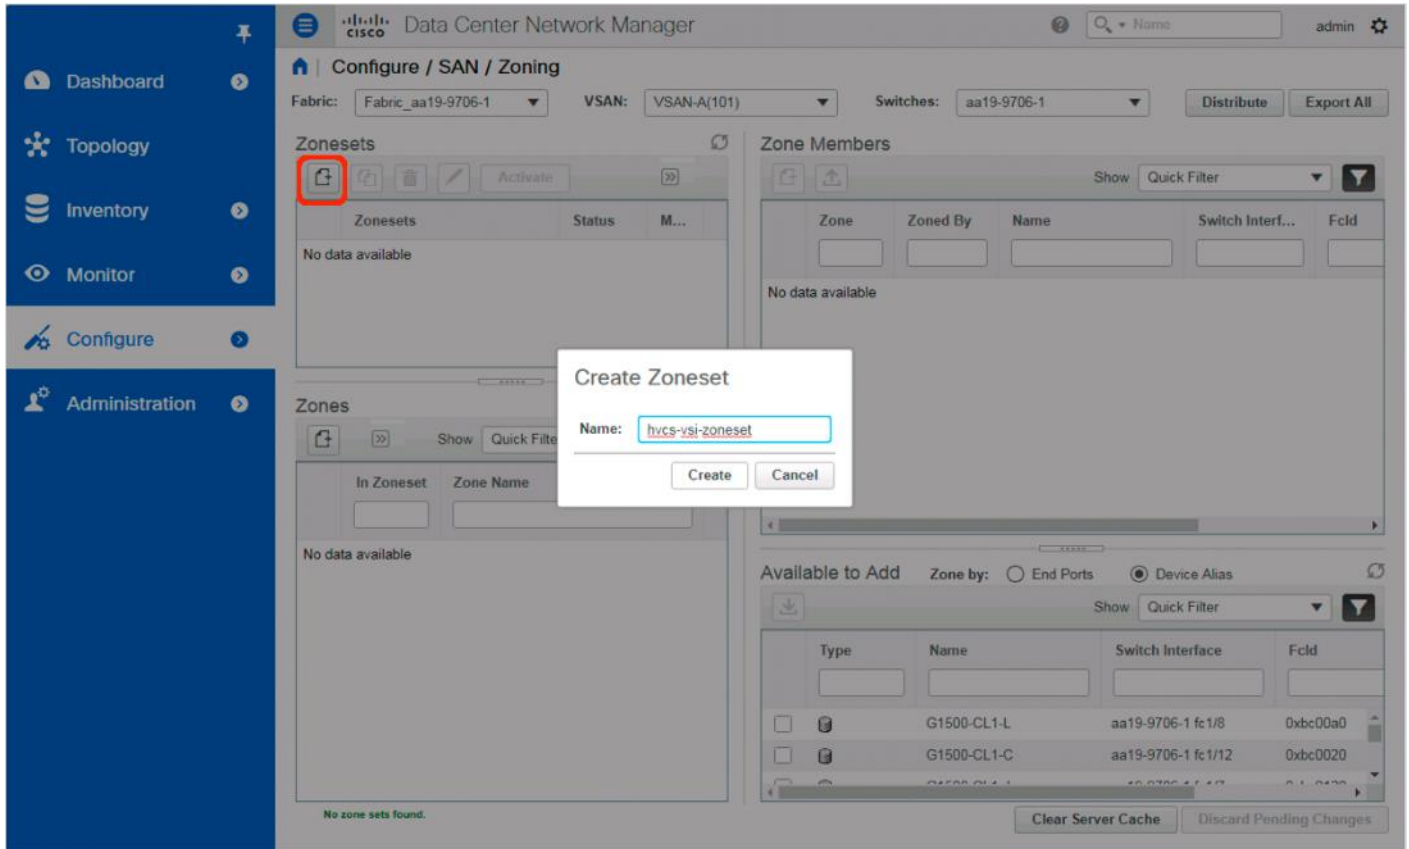 cisco Data Center Network Manager
Name
admin
Dashboard
Topology
Inventory
Monitor
Configure
Administration
Configure / SAN / Zoning
Fabric: Fabric_aa19-9706-1 VSAN: VSAN-A(101) Switches: aa19-9706-1 Distribute Export All
Zonesets
Activate
Zonesets Status M...
No data available
Zones
Show Quick Filte
In Zoneset Zone Name
No data available
No zone sets found.
Create Zoneset
Name: hvcs-vsi-zoneset
Create Cancel
Zone Members
Show Quick Filter
Zone Zoned By Name Switch Interf... FcId
No data available
Available to Add Zone by: End Ports Device Alias
Show Quick Filter
Type Name Switch Interface FcId
G1500-CL1-L aa19-9706-1 fc1/8 0xbc00a0
G1500-CL1-C aa19-9706-1 fc1/12 0xbc0020
Clear Server Cache Discard Pending Changes